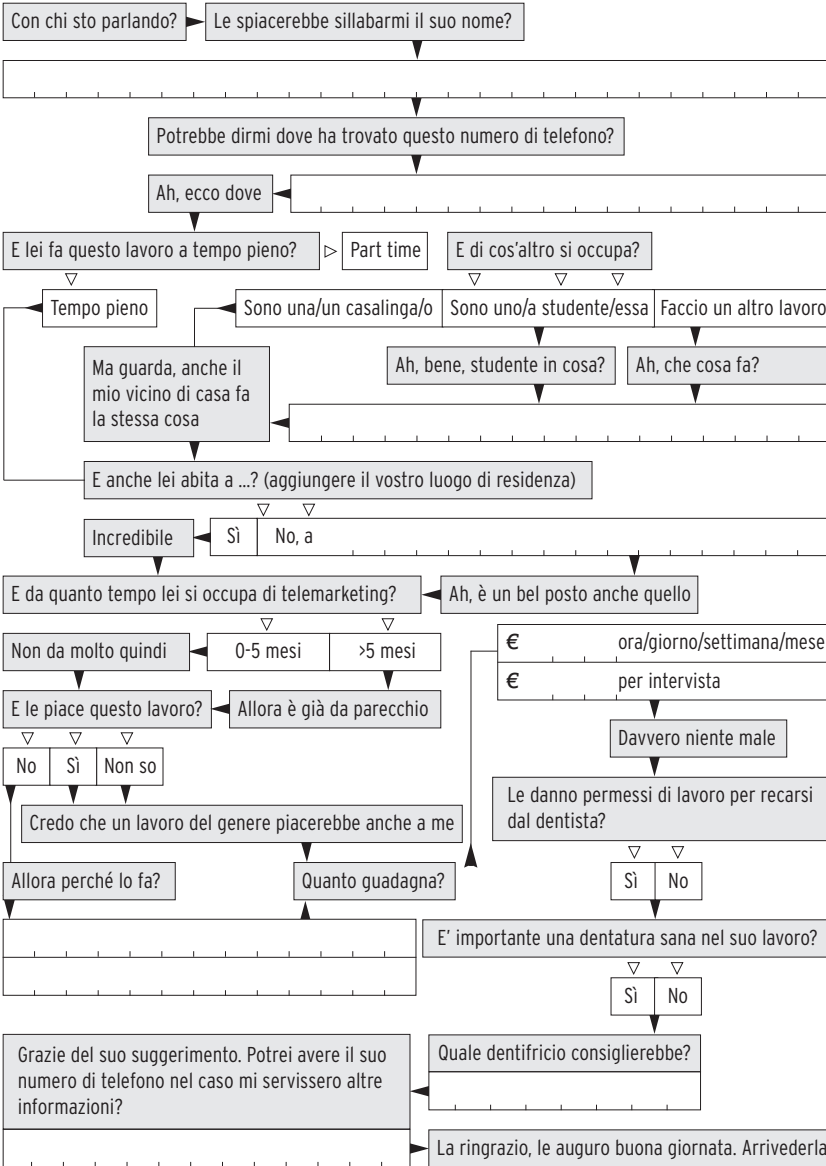 Con chi sto parlando?
Le spiacerebbe sillabarmi il suo nome?
Potrebbe dirmi dove ha trovato questo numero di telefono?
Ah, ecco dove
E lei fa questo lavoro a tempo pieno?
Part time
E di cos'altro si occupa?
Tempo pieno
Sono una/un casalinga/o
Sono uno/a studente/essa
Faccio un altro lavoro
Ma guarda, anche il
mio vicino di casa fa
la stessa cosa
Ah, bene, studente in cosa?
Ah, che cosa fa?
E anche lei abita a ...? (aggiungere il vostro luogo di residenza)
Incredibile
Sì
No, a
E da quanto tempo lei si occupa di telemarketing?
Ah, è un bel posto anche quello
Non da molto quindi
0-5 mesi
>5 mesi
€ ora/giorno/settimana/mese
€ per intervista
E le piace questo lavoro?
Allora è già da parecchio
Davvero niente male
No
Sì
Non so
Le danno permessi di lavoro per recarsi
dal dentista?
Credo che un lavoro del genere piacerebbe anche a me
Allora perché lo fa?
Quanto guadagna?
Sì
No
E' importante una dentatura sana nel suo lavoro?
Sì
No
Quale dentifricio consiglierebbe?
Grazie del suo suggerimento. Potrei avere il suo
numero di telefono nel caso mi servissero altre
informazioni?
La ringrazio, le auguro buona giornata. Arrivederla